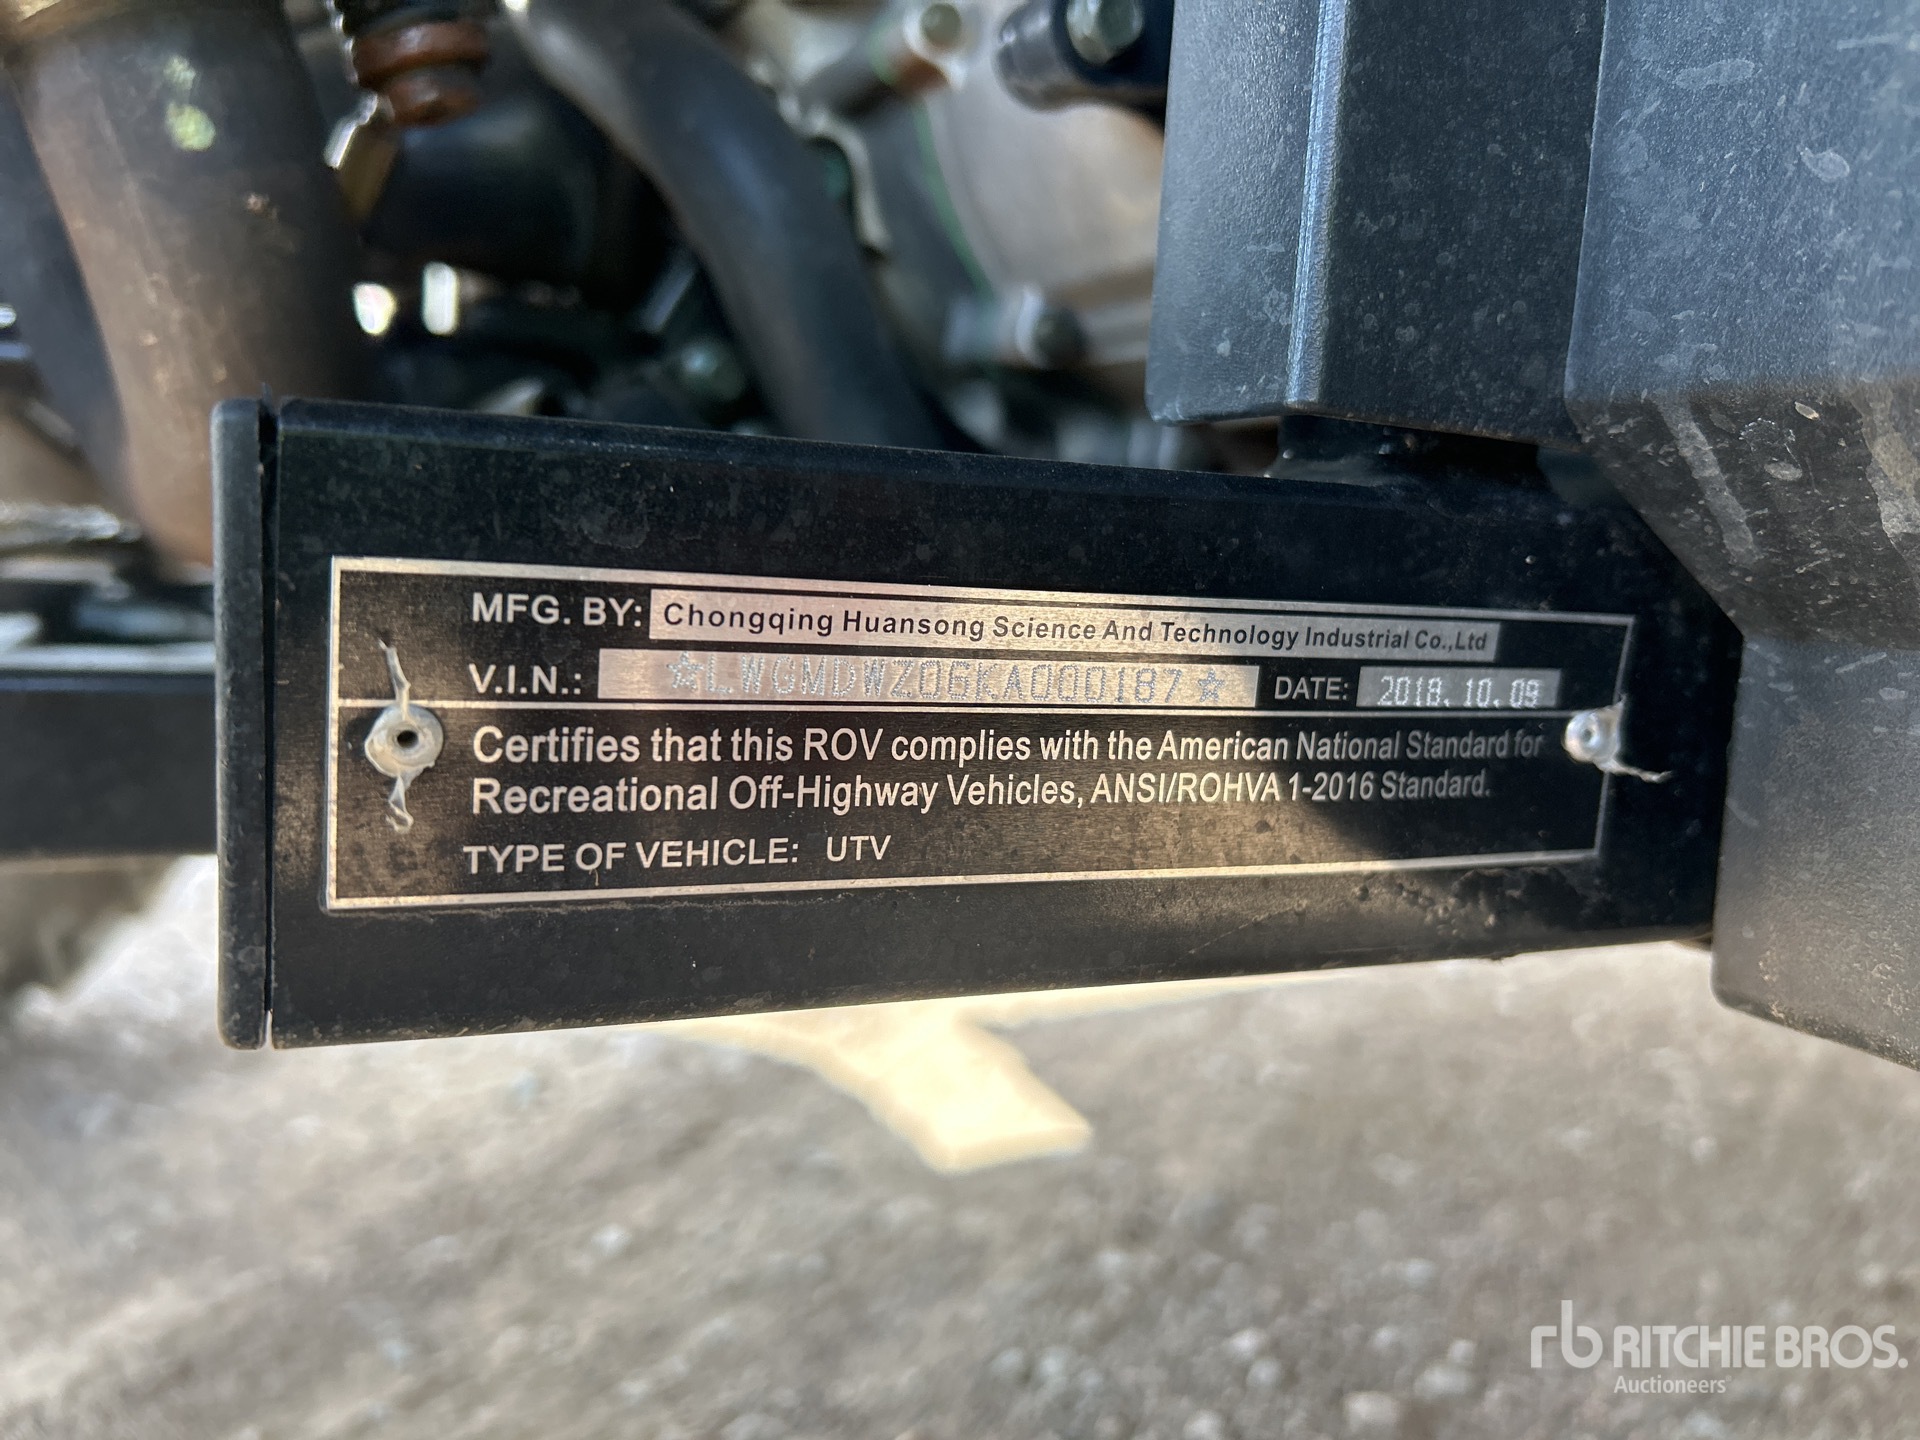 MFG. BY: Chongqing Huansong Science And Technology Industrial Co.,Ltd
V.I.N.: ☆LWGMDWZ06KA000187☆ DATE: 2018.10.09
Certifies that this ROV complies with the American National Standard for
Recreational Off-Highway Vehicles, ANSI/ROHVA 1-2016 Standard.
TYPE OF VEHICLE: UTV
rb RITCHIE BROS.
Auctioneers